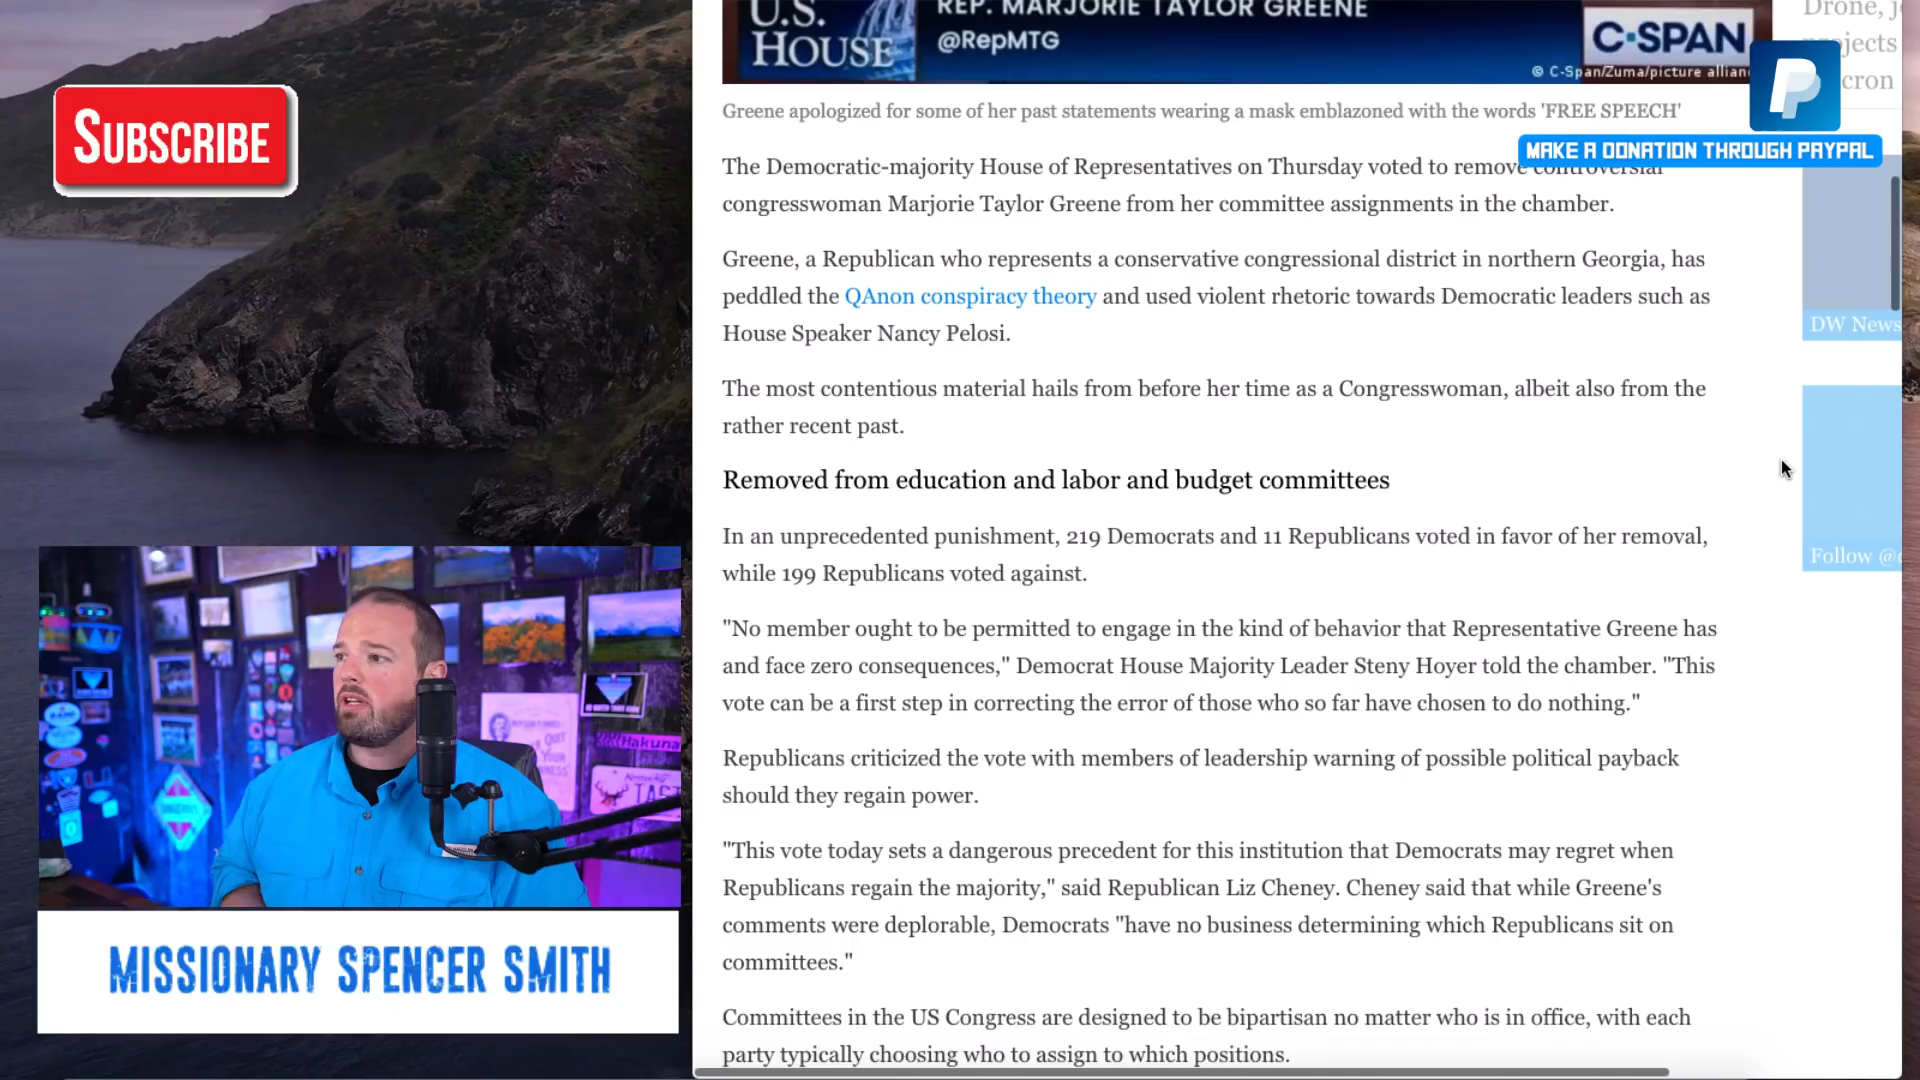 SUBSCRIBE
U.S.
HOUSE
REP. MARJORIE TAYLOR GREENE
@RepMTG
C-SPAN
© C-Span/Zuma/picture allian
Greene apologized for some of her past statements wearing a mask emblazoned with the words 'FREE SPEECH'
MAKE A DONATION THROUGH PAYPAL
The Democratic-majority House of Representatives on Thursday voted to remove controversial
congresswoman Marjorie Taylor Greene from her committee assignments in the chamber.
Greene, a Republican who represents a conservative congressional district in northern Georgia, has
peddled the QAnon conspiracy theory and used violent rhetoric towards Democratic leaders such as
House Speaker Nancy Pelosi.
The most contentious material hails from before her time as a Congresswoman, albeit also from the
rather recent past.
Removed from education and labor and budget committees
In an unprecedented punishment, 219 Democrats and 11 Republicans voted in favor of her removal,
while 199 Republicans voted against.
"No member ought to be permitted to engage in the kind of behavior that Representative Greene has
and face zero consequences," Democrat House Majority Leader Steny Hoyer told the chamber. "This
vote can be a first step in correcting the error of those who so far have chosen to do nothing."
Republicans criticized the vote with members of leadership warning of possible political payback
should they regain power.
"This vote today sets a dangerous precedent for this institution that Democrats may regret when
Republicans regain the majority," said Republican Liz Cheney. Cheney said that while Greene's
comments were deplorable, Democrats "have no business determining which Republicans sit on
committees."
Committees in the US Congress are designed to be bipartisan no matter who is in office, with each
party typically choosing who to assign to which positions.
Drone, j
ojects
cron
DW News
Follow @
Hakuna
QUIT
TAST
MISSIONARY SPENCER SMITH